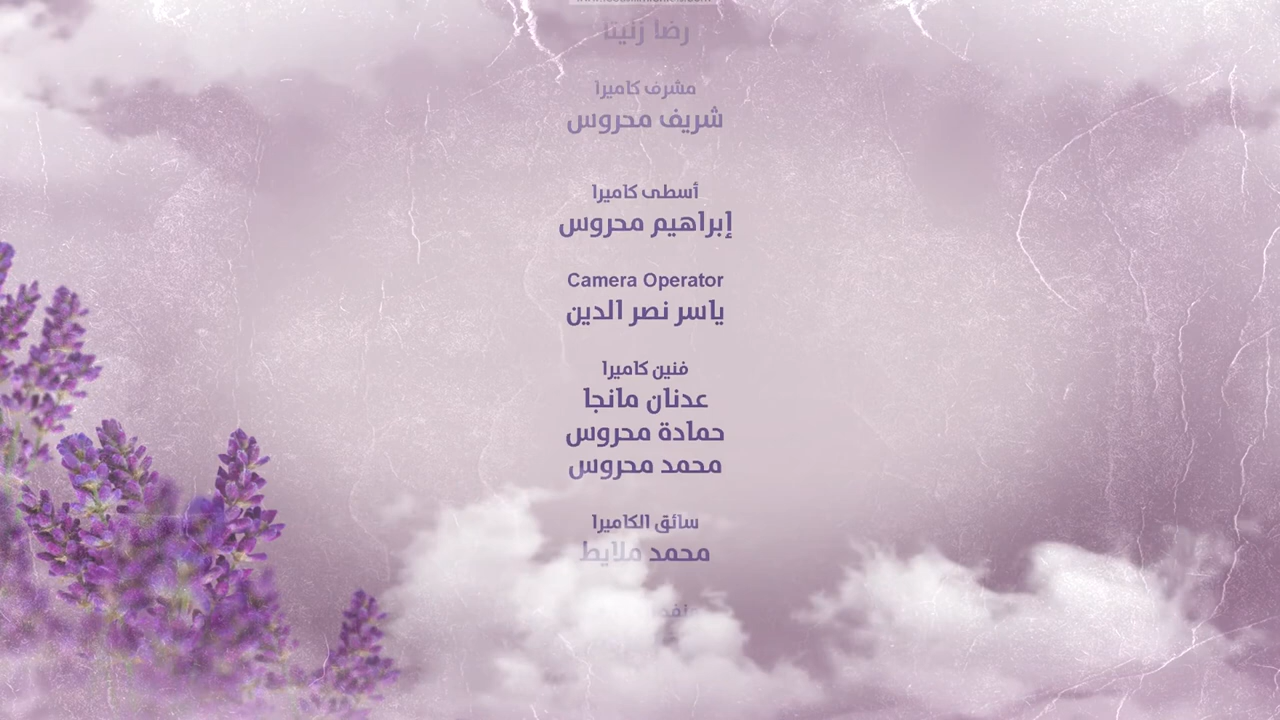 رضا زنيتا
مشرف كاميرا
شريف محروس
أسطى كاميرا
إبراهيم محروس
Camera Operator
ياسر نصر الدين
فنين كاميرا
عدنان مانجا
حمادة محروس
محمد محروس
سائق الكاميرا
محمد ملايط